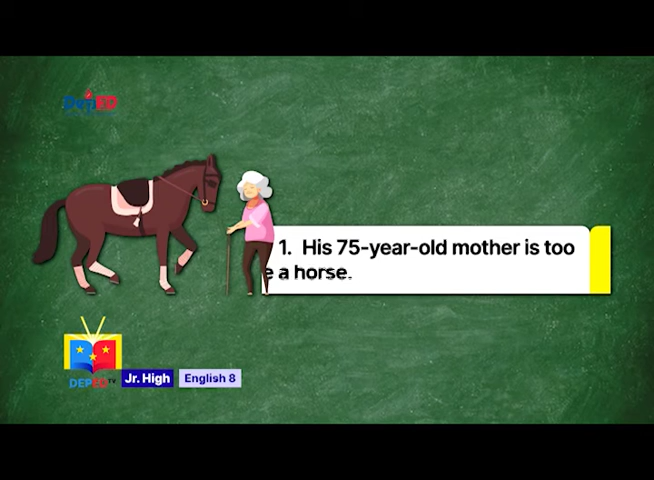 DepED
1. His 75-year-old mother is too
e a horse.
DEPED TV
Jr. High
English 8